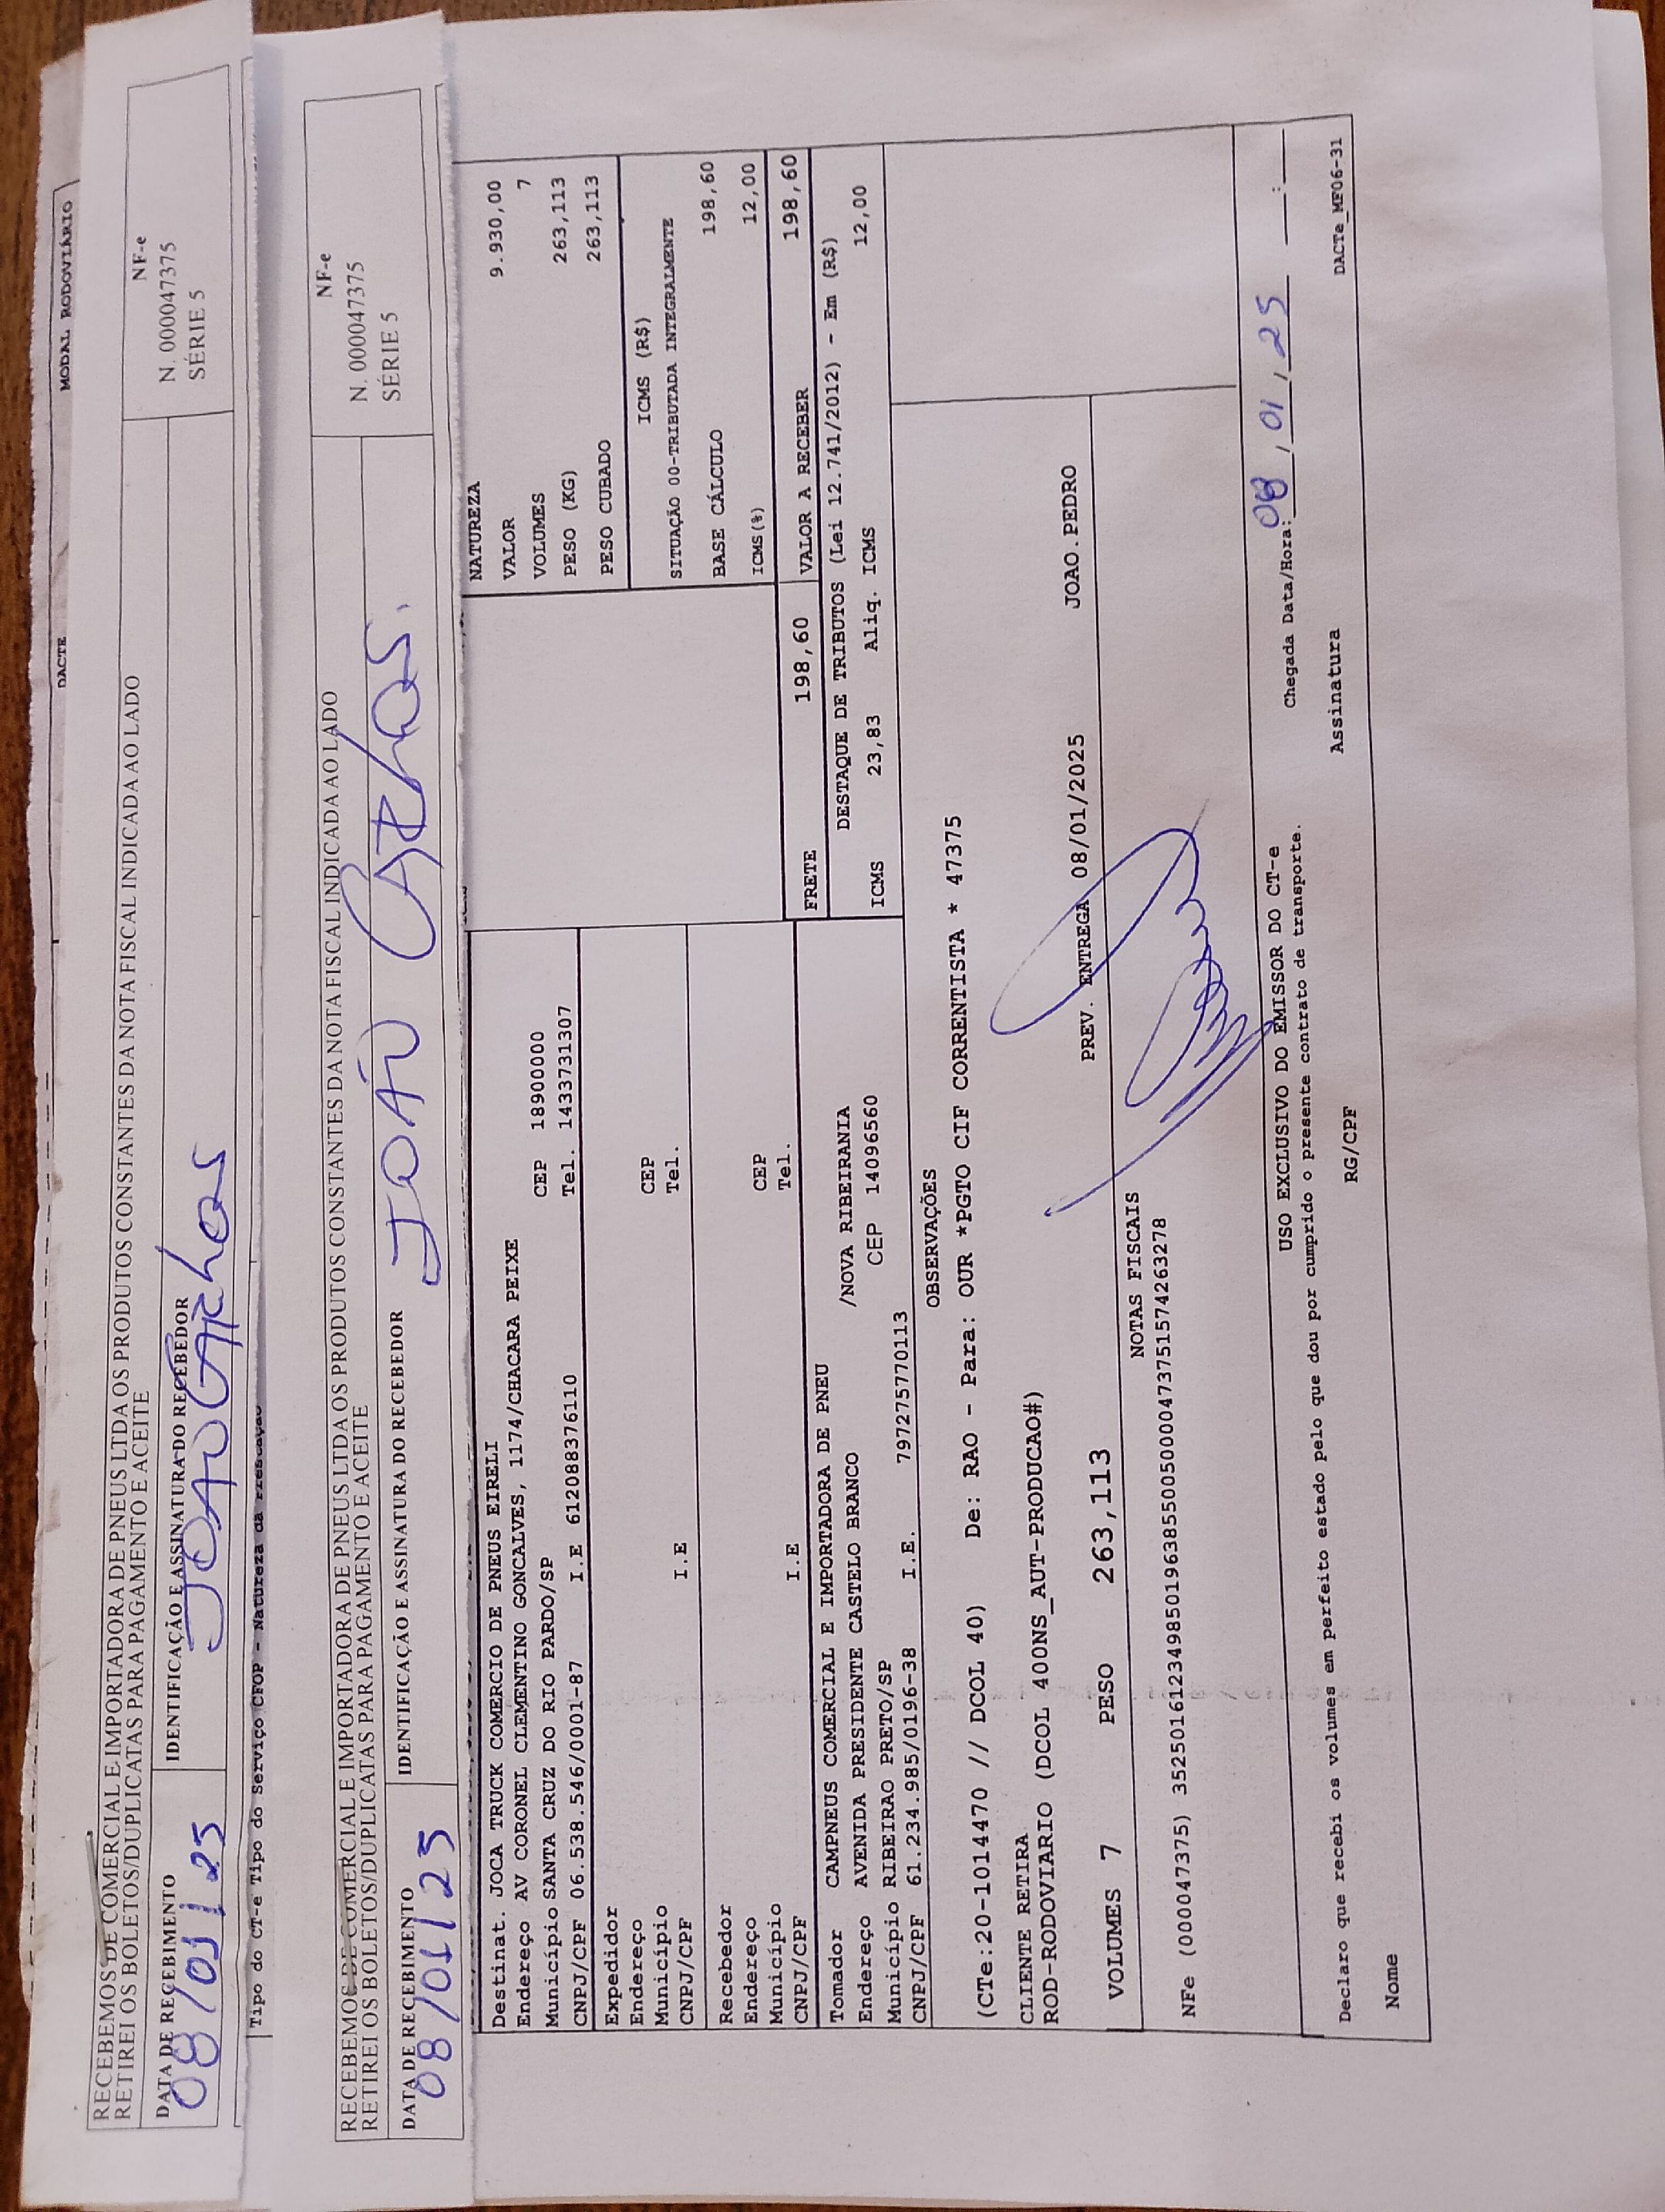 DACTE MODAL RODOVIÁRIO
RECEBEMOS DE COMERCIAL E IMPORTADORA DE PNEUS LTDA OS PRODUTOS CONSTANTES DA NOTA FISCAL INDICADA AO LADO
RETIREI OS BOLETOS/DUPLICATAS PARA PAGAMENTO E ACEITE
NF-e
N. 000047375
SÉRIE 5
DATA DE RECEBIMENTO
08/01/25
IDENTIFICAÇÃO E ASSINATURA DO RECEBEDOR
JOÃO CARLOS
Tipo do CT-e Tipo do Serviço CFOP - Natureza da Prestação
RECEBEMOS DE COMERCIAL E IMPORTADORA DE PNEUS LTDA OS PRODUTOS CONSTANTES DA NOTA FISCAL INDICADA AO LADO
RETIREI OS BOLETOS/DUPLICATAS PARA PAGAMENTO E ACEITE
NF-e
N. 000047375
SÉRIE 5
DATA DE RECEBIMENTO
08/01/25
IDENTIFICAÇÃO E ASSINATURA DO RECEBEDOR
JOÃO CARLOS.
Destinat. JOCA TRUCK COMERCIO DE PNEUS EIRELI
Endereço AV CORONEL CLEMENTINO GONCALVES, 1174/CHACARA PEIXE
Município SANTA CRUZ DO RIO PARDO/SP CEP 18900000
CNPJ/CPF 06.538.546/0001-87 I.E 612088376110 Tel. 1433731307
Expedidor
Endereço
Município CEP
CNPJ/CPF I.E Tel.
Recebedor
Endereço
Município CEP
CNPJ/CPF I.E Tel.
Tomador CAMPNEUS COMERCIAL E IMPORTADORA DE PNEU
Endereço AVENIDA PRESIDENTE CASTELO BRANCO /NOVA RIBEIRANIA
Município RIBEIRAO PRETO/SP CEP 14096560
CNPJ/CPF 61.234.985/0196-38 I.E. 797275770113
NATUREZA
VALOR 9.930,00
VOLUMES 7
PESO (KG) 263,113
PESO CUBADO 263,113
ICMS (R$)
SITUAÇÃO 00-TRIBUTADA INTEGRALMENTE
BASE CÁLCULO 198,60
ICMS(%) 12,00
FRETE 198,60 VALOR A RECEBER 198,60
DESTAQUE DE TRIBUTOS (Lei 12.741/2012) - Em (R$)
ICMS 23,83 Aliq. ICMS 12,00
OBSERVAÇÕES
(CTe:20-1014470 // DCOL 40) De: RAO - Para: OUR *PGTO CIF CORRENTISTA * 47375
CLIENTE RETIRA
ROD-RODOVIARIO (DCOL 400NS_AUT-PRODUCAO#)
VOLUMES 7 PESO 263,113 PREV. ENTREGA 08/01/2025 JOAO.PEDRO
NOTAS FISCAIS
NFe (000047375) 35250161234985019638550050000473751574263278
USO EXCLUSIVO DO EMISSOR DO CT-e Chegada Data/Hora: 08/01/25 :
Declaro que recebi os volumes em perfeito estado pelo que dou por cumprido o presente contrato de transporte.
Nome RG/CPF Assinatura DACTe_MF06-31